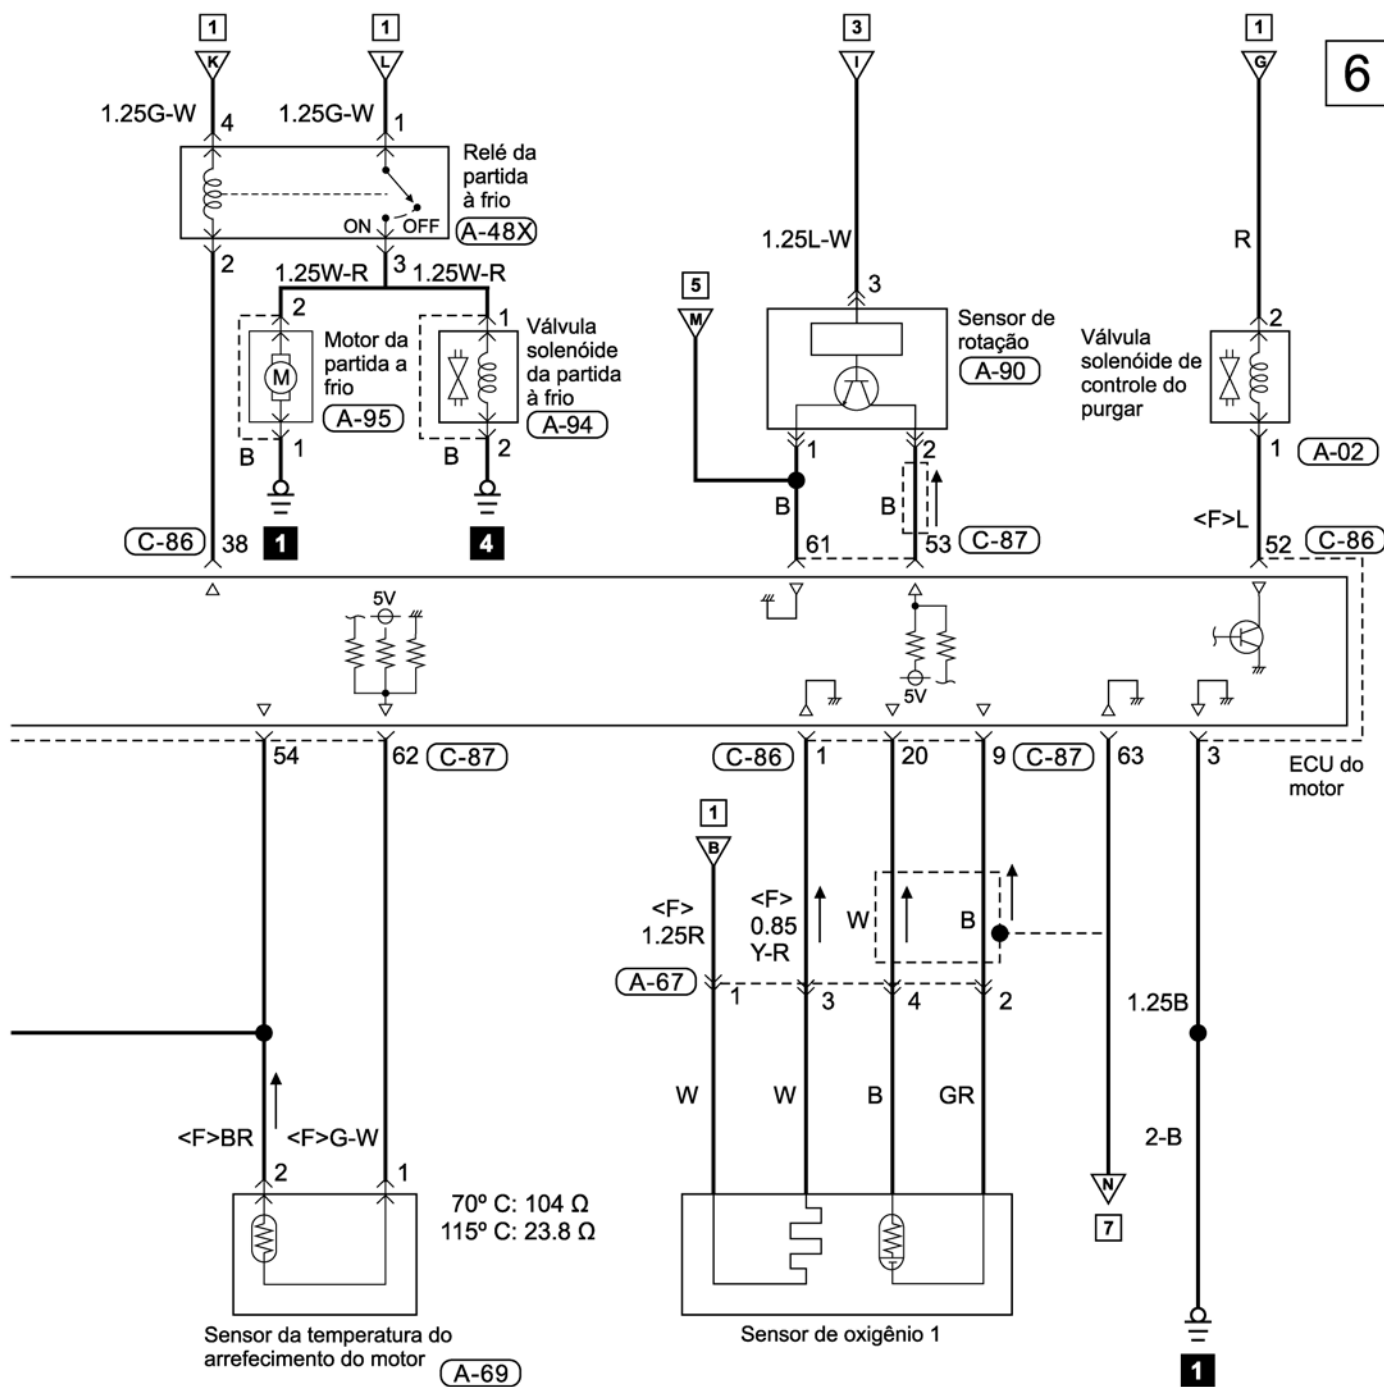 1
1
3
1
6
K
L
I
G
1.25G-W
4
1.25G-W
1
Relé da
partida
à frio
A-48X
ON
OFF
2
1.25W-R
3
1.25W-R
1.25L-W
R
5
M
3
Sensor de
rotação
A-90
2
Motor da
partida a
frio
A-95
M
1
B
1
Válvula
solenóide
da partida
à frio
A-94
2
B
Válvula
solenóide de
controle do
purgar
2
1
A-02
1
2
B
B
<F>L
C-86
38
1
4
61
53
C-87
52
C-86
5V
5V
54
62
C-87
C-86
1
20
9
C-87
63
3
ECU do
motor
1
B
<F>
1.25R
<F>
0.85
Y-R
W
B
A-67
1
3
4
2
1.25B
W
W
B
GR
<F>BR
<F>G-W
2-B
2
1
N
7
70º C: 104 Ω
115º C: 23.8 Ω
Sensor da temperatura do
arrefecimento do motor
A-69
Sensor de oxigênio 1
1